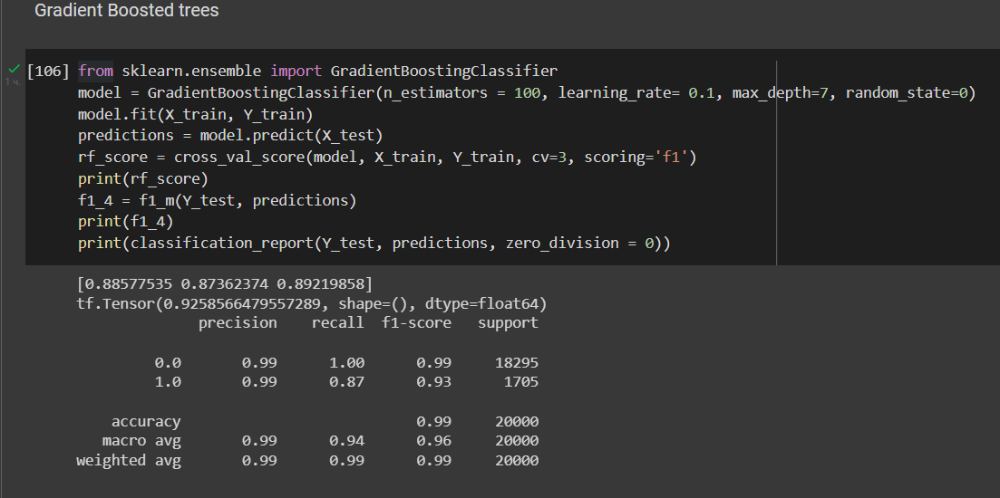 Gradient Boosted trees
[106] from sklearn.ensemble import GradientBoostingClassifier
1 ч.
model = GradientBoostingClassifier(n_estimators = 100, learning_rate= 0.1, max_depth=7, random_state=0)
model.fit(X_train, Y_train)
predictions = model.predict(X_test)
rf_score = cross_val_score(model, X_train, Y_train, cv=3, scoring='f1')
print(rf_score)
f1_4 = f1_m(Y_test, predictions)
print(f1_4)
print(classification_report(Y_test, predictions, zero_division = 0))
[0.88577535 0.87362374 0.89219858]
tf.Tensor(0.9258566479557289, shape=(), dtype=float64)
precision recall f1-score support
0.0 0.99 1.00 0.99 18295
1.0 0.99 0.87 0.93 1705
accuracy 0.99 20000
macro avg 0.99 0.94 0.96 20000
weighted avg 0.99 0.99 0.99 20000